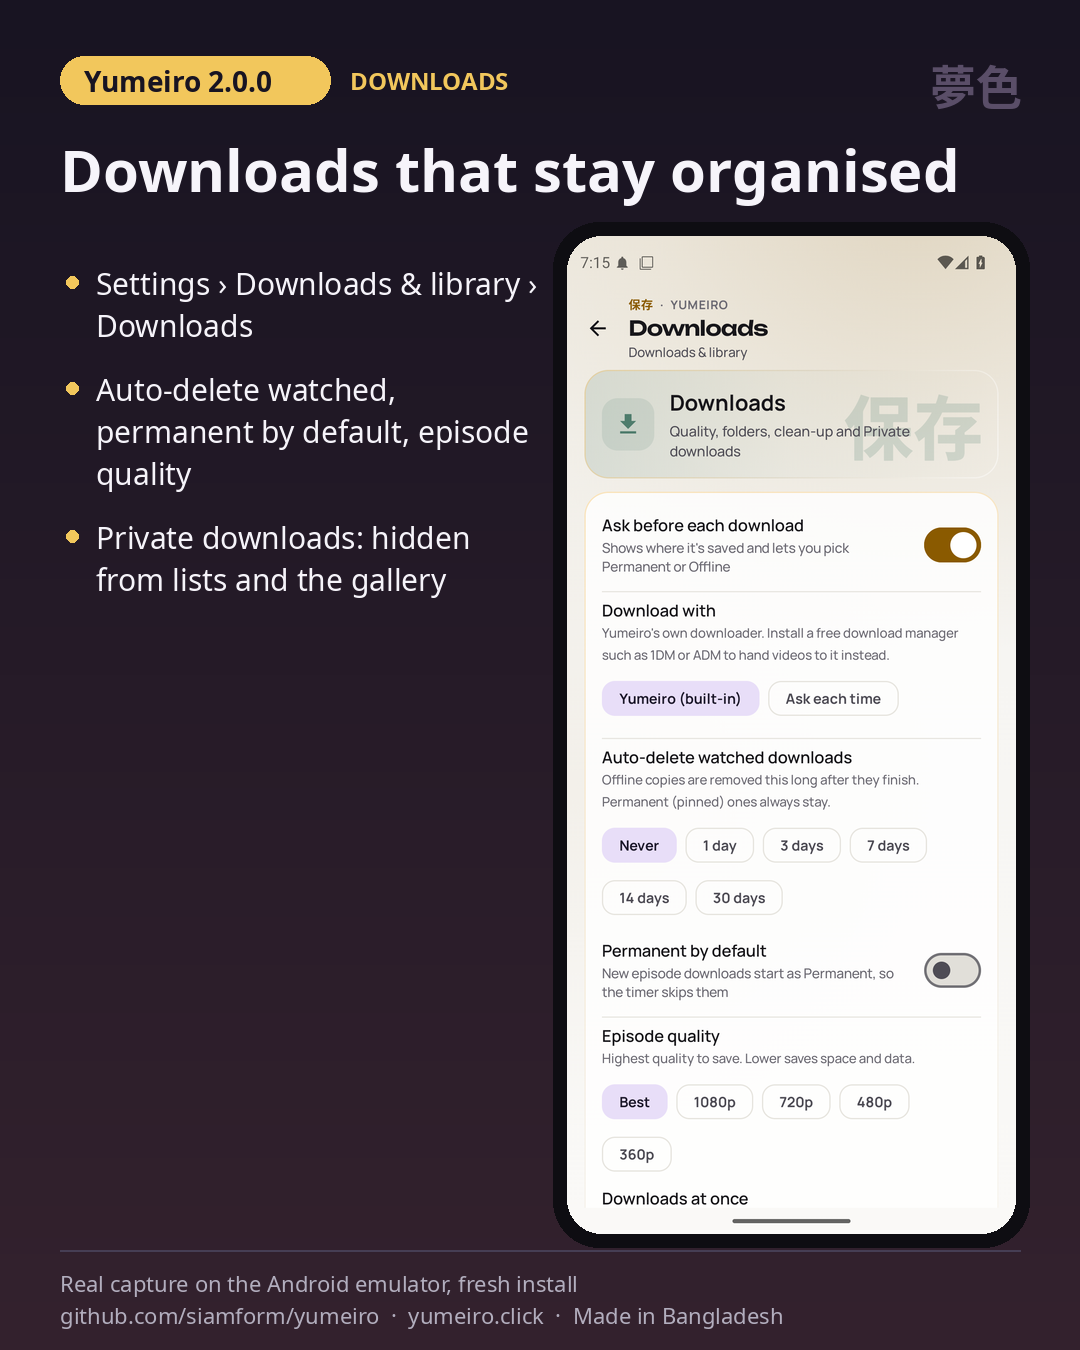 Yumeiro 2.0.0
DOWNLOADS
夢色
Downloads that stay organised
Settings › Downloads & library ›
Downloads
Auto-delete watched,
permanent by default, episode
quality
Private downloads: hidden
from lists and the gallery
7:15
保存 · YUMEIRO
Downloads
Downloads & library
保存
Downloads
Quality, folders, clean-up and Private
downloads
Ask before each download
Shows where it's saved and lets you pick
Permanent or Offline
Download with
Yumeiro's own downloader. Install a free download manager
such as 1DM or ADM to hand videos to it instead.
Yumeiro (built-in)
Ask each time
Auto-delete watched downloads
Offline copies are removed this long after they finish.
Permanent (pinned) ones always stay.
Never
1 day
3 days
7 days
14 days
30 days
Permanent by default
New episode downloads start as Permanent, so
the timer skips them
Episode quality
Highest quality to save. Lower saves space and data.
Best
1080p
720p
480p
360p
Downloads at once
Real capture on the Android emulator, fresh install
github.com/siamform/yumeiro · yumeiro.click · Made in Bangladesh